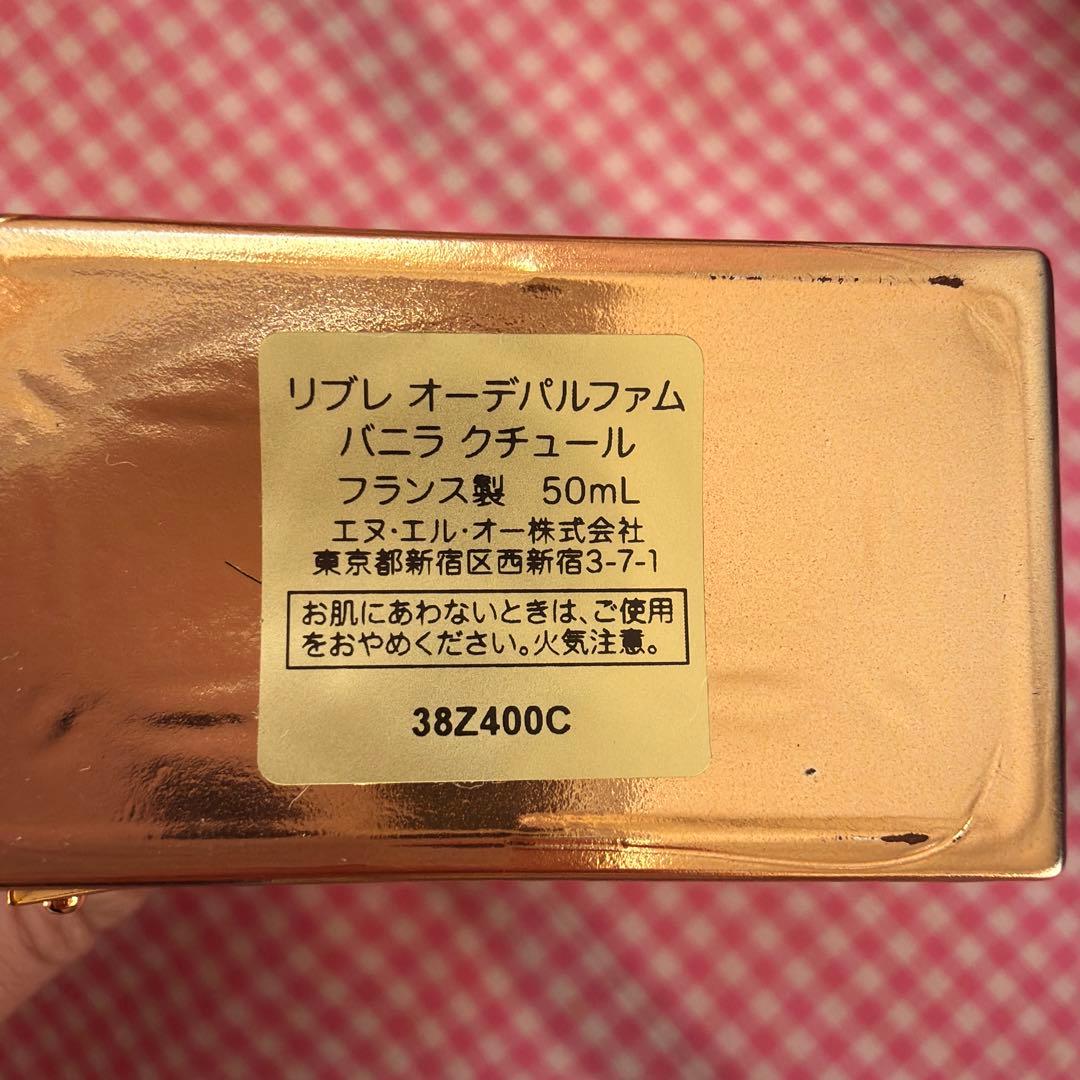 リブレ オーデパルファム
バニラ クチュール
フランス製　50mL
エヌ・エル・オー株式会社
東京都新宿区西新宿3-7-1
お肌にあわないときは、ご使用
をおやめください。火気注意。
38Z400C